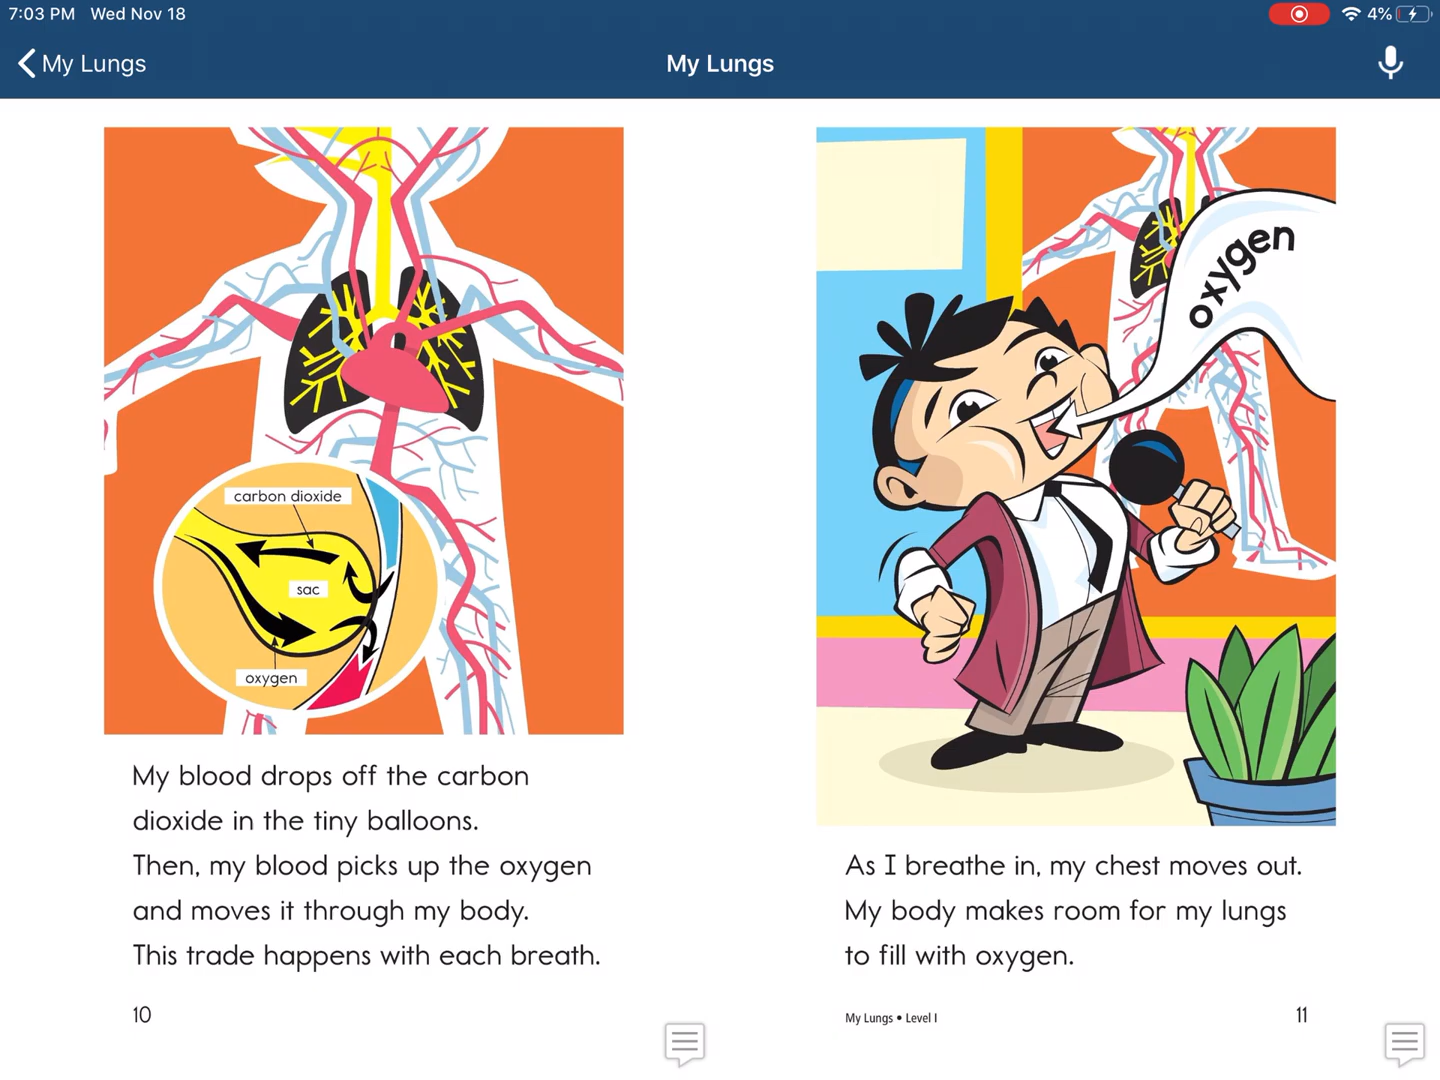 7:03 PM Wed Nov 18
4%
My Lungs
My Lungs
carbon dioxide
sac
oxygen
My blood drops off the carbon
dioxide in the tiny balloons.
Then, my blood picks up the oxygen
and moves it through my body.
This trade happens with each breath.
10
oxygen
As I breathe in, my chest moves out.
My body makes room for my lungs
to fill with oxygen.
My Lungs • Level I
11